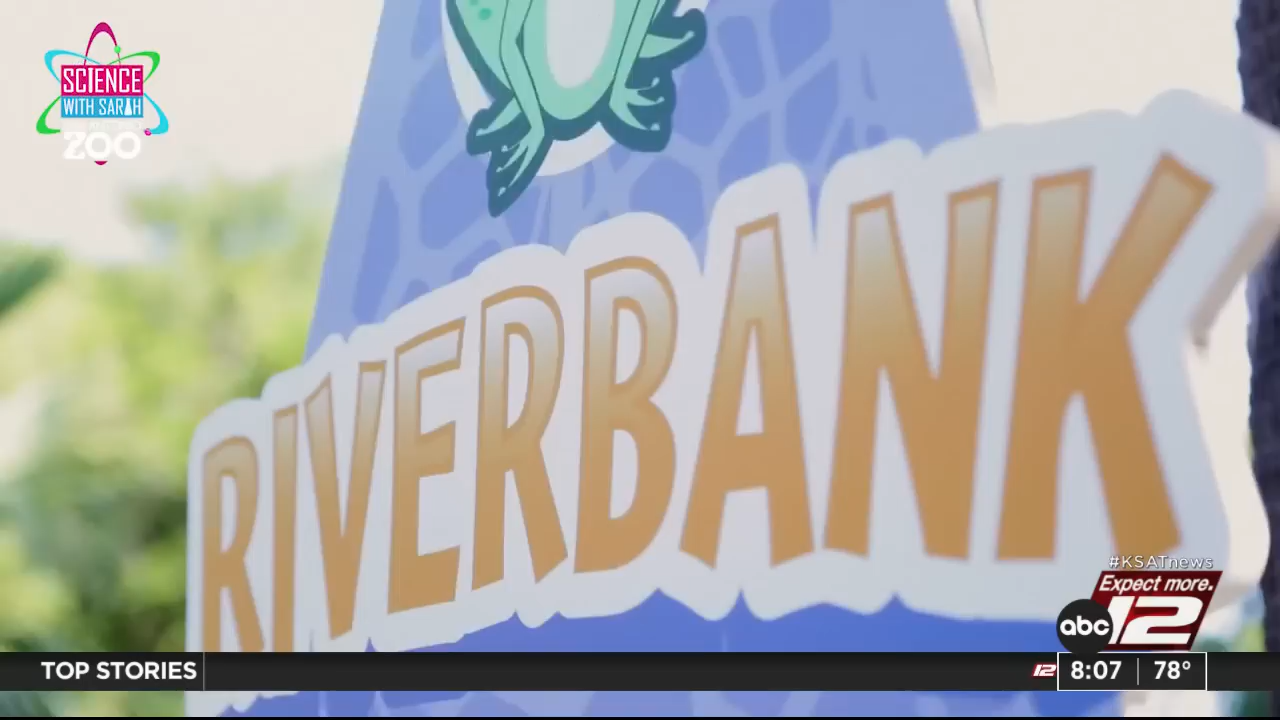 SCIENCE
WITH SARAH
ZOO
RIVERBANK
#KSATnews
Expect more.
abc 12
TOP STORIES
12 8:07 78°